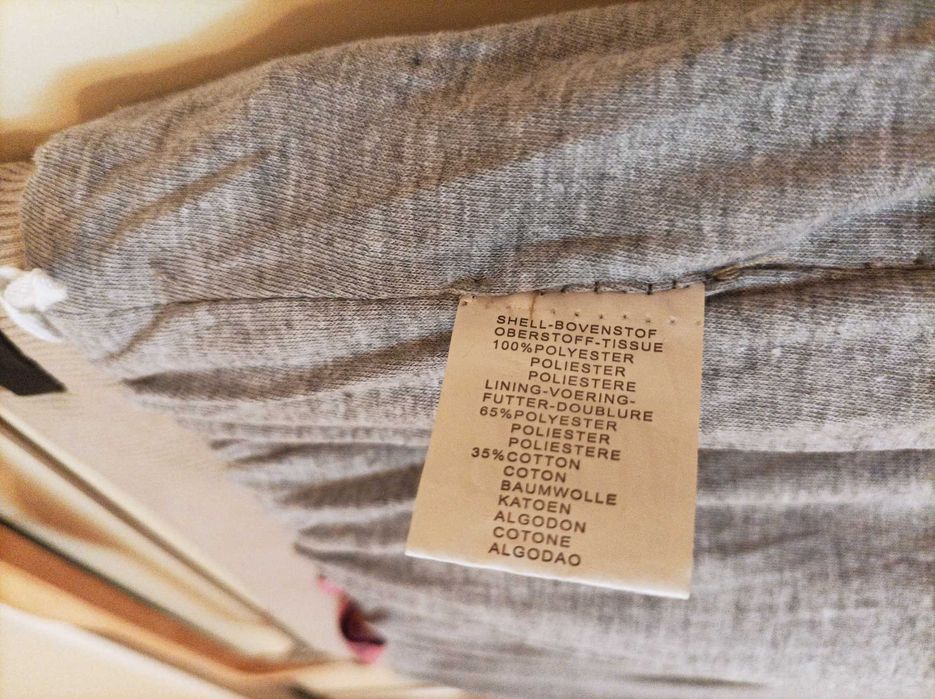 SHELL-BOVENSTOF
OBERSTOFF-TISSUE
100%POLYESTER
POLIESTER
POLIESTERE
LINING-VOERING-
FUTTER-DOUBLURE
65%POLYESTER
POLIESTER
POLIESTERE
35%COTTON
COTON
BAUMWOLLE
KATOEN
ALGODON
COTONE
ALGODAO